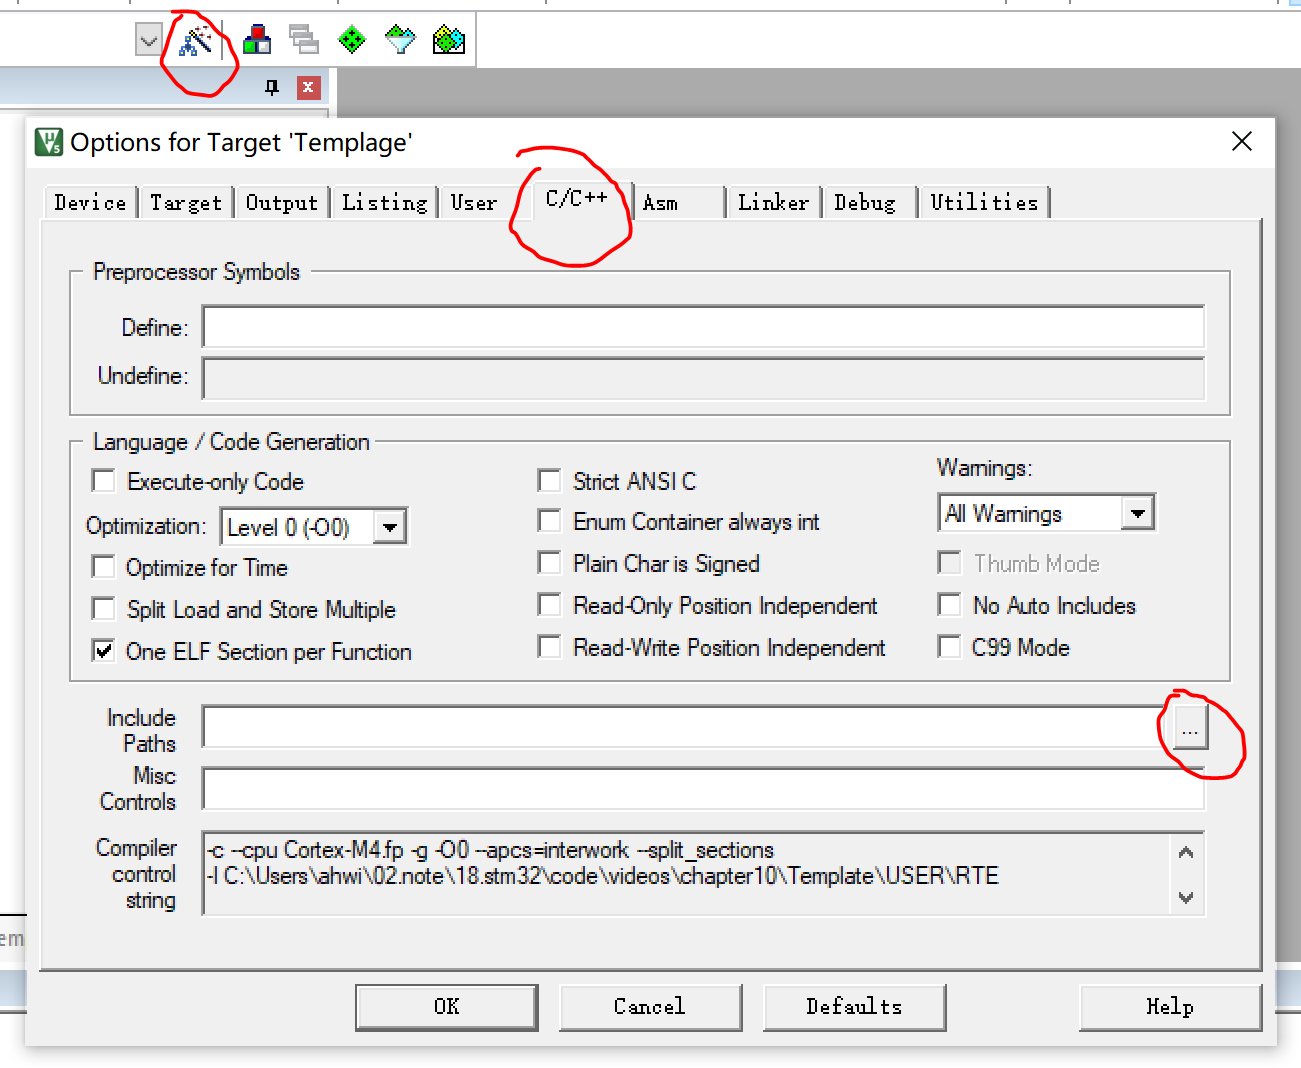 Options for Target 'Templage'
Device Target Output Listing User C/C++ Asm Linker Debug Utilities
Preprocessor Symbols
Define:
Undefine:
Language / Code Generation
Execute-only Code
Strict ANSI C
Warnings:
Optimization: Level 0 (-O0)
Enum Container always int
All Warnings
Optimize for Time
Plain Char is Signed
Thumb Mode
Split Load and Store Multiple
Read-Only Position Independent
No Auto Includes
One ELF Section per Function
Read-Write Position Independent
C99 Mode
Include
Paths
...
Misc
Controls
Compiler
control
string
-c --cpu Cortex-M4.fp -g -O0 --apcs=interwork --split_sections
-I C:\Users\ahwi\02.note\18.stm32\code\videos\chapter10\Template\USER\RTE
em
OK Cancel Defaults Help